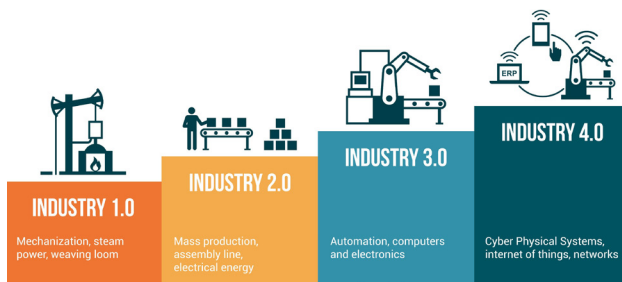 ERP
INDUSTRY 1.0
Mechanization, steam
power, weaving loom
INDUSTRY 2.0
Mass production,
assembly line,
electrical energy
INDUSTRY 3.0
Automation, computers
and electronics
INDUSTRY 4.0
Cyber Physical Systems,
internet of things, networks